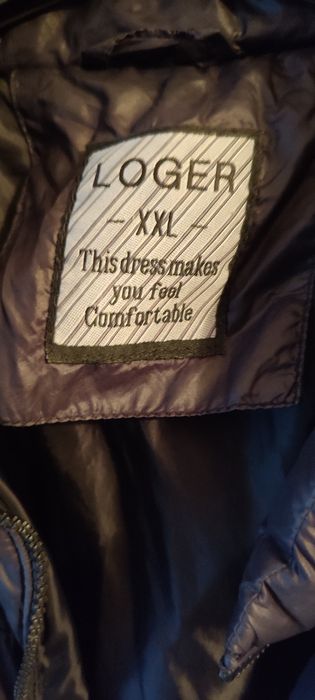 LOGER
- XXL -
This dress makes
you feel
Comfortable